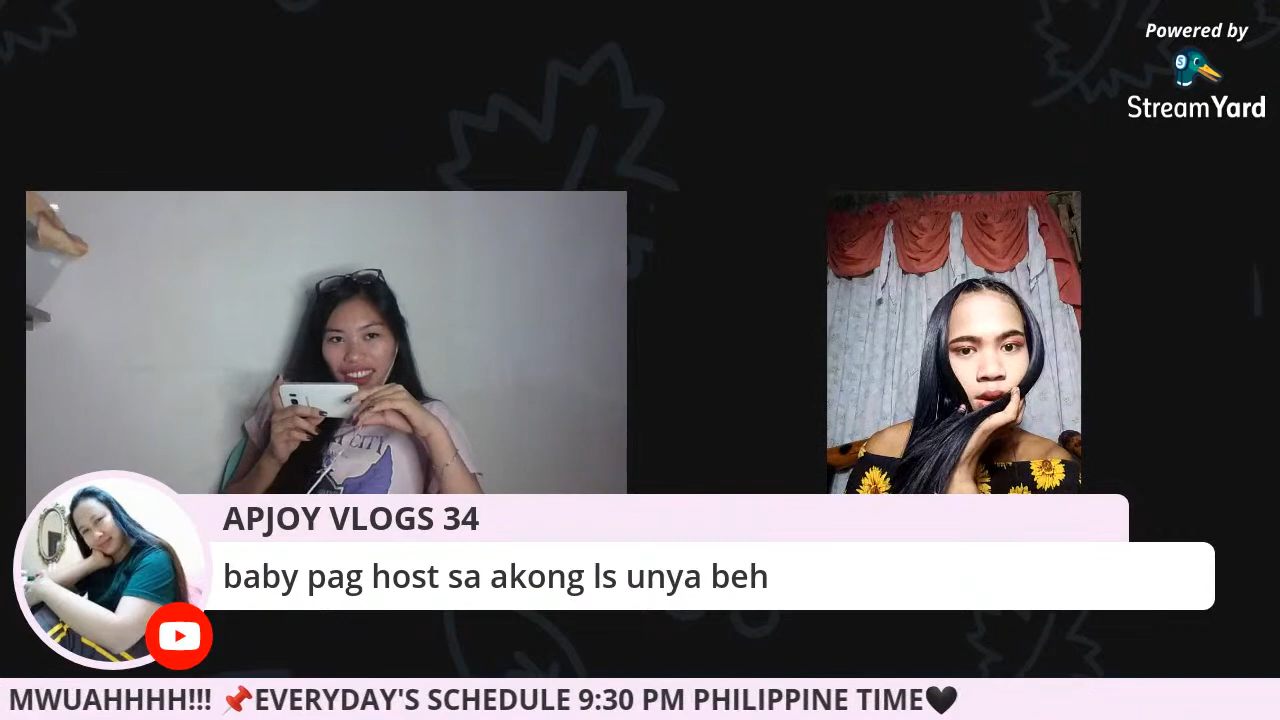 Powered by
StreamYard
CITY
APJOY VLOGS 34
baby pag host sa akong ls unya beh
MWUAHHHH!!! 📌EVERYDAY'S SCHEDULE 9:30 PM PHILIPPINE TIME🖤